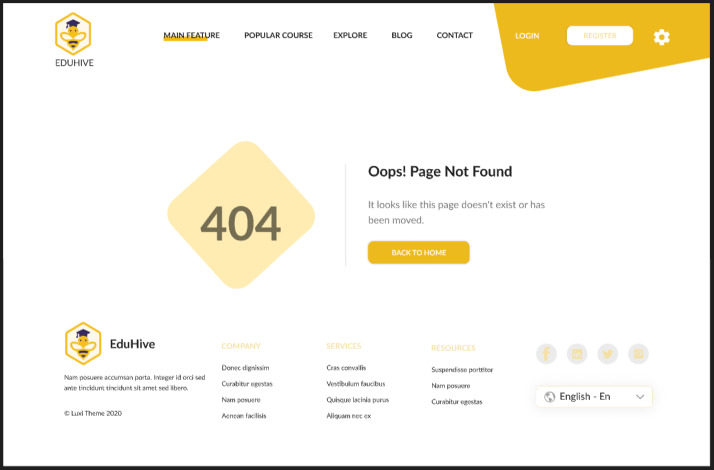 EDUHIVE
MAIN FEATURE
POPULAR COURSE
EXPLORE
BLOG
CONTACT
LOGIN
REGISTER
404
Oops! Page Not Found
It looks like this page doesn't exist or has
been moved.
BACK TO HOME
EduHive
Nam posuere accumsan porta. Integer id orci sed
ante tincidunt tincidunt sit amet sed libero.
© Luxi Theme 2020
COMPANY
Donec dignissim
Curabitur egestas
Nam posuere
Aenean facilisis
SERVICES
Cras convallis
Vestibulum faucibus
Quisque lacinia purus
Aliquam nec ex
RESOURCES
Suspendisse porttitor
Nam posuere
Curabitur egestas
English - En